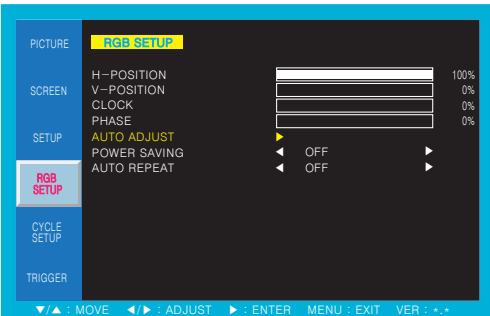 PICTURE
SCREEN
SETUP
RGB
SETUP
CYCLE
SETUP
TRIGGER
RGB SETUP
H-POSITION 100%
V-POSITION 0%
CLOCK 0%
PHASE 0%
AUTO ADJUST ▶
POWER SAVING ◀ OFF ▶
AUTO REPEAT ◀ OFF ▶
▼/▲ : MOVE ◀/▶ : ADJUST ▶ : ENTER MENU : EXIT VER : *.*